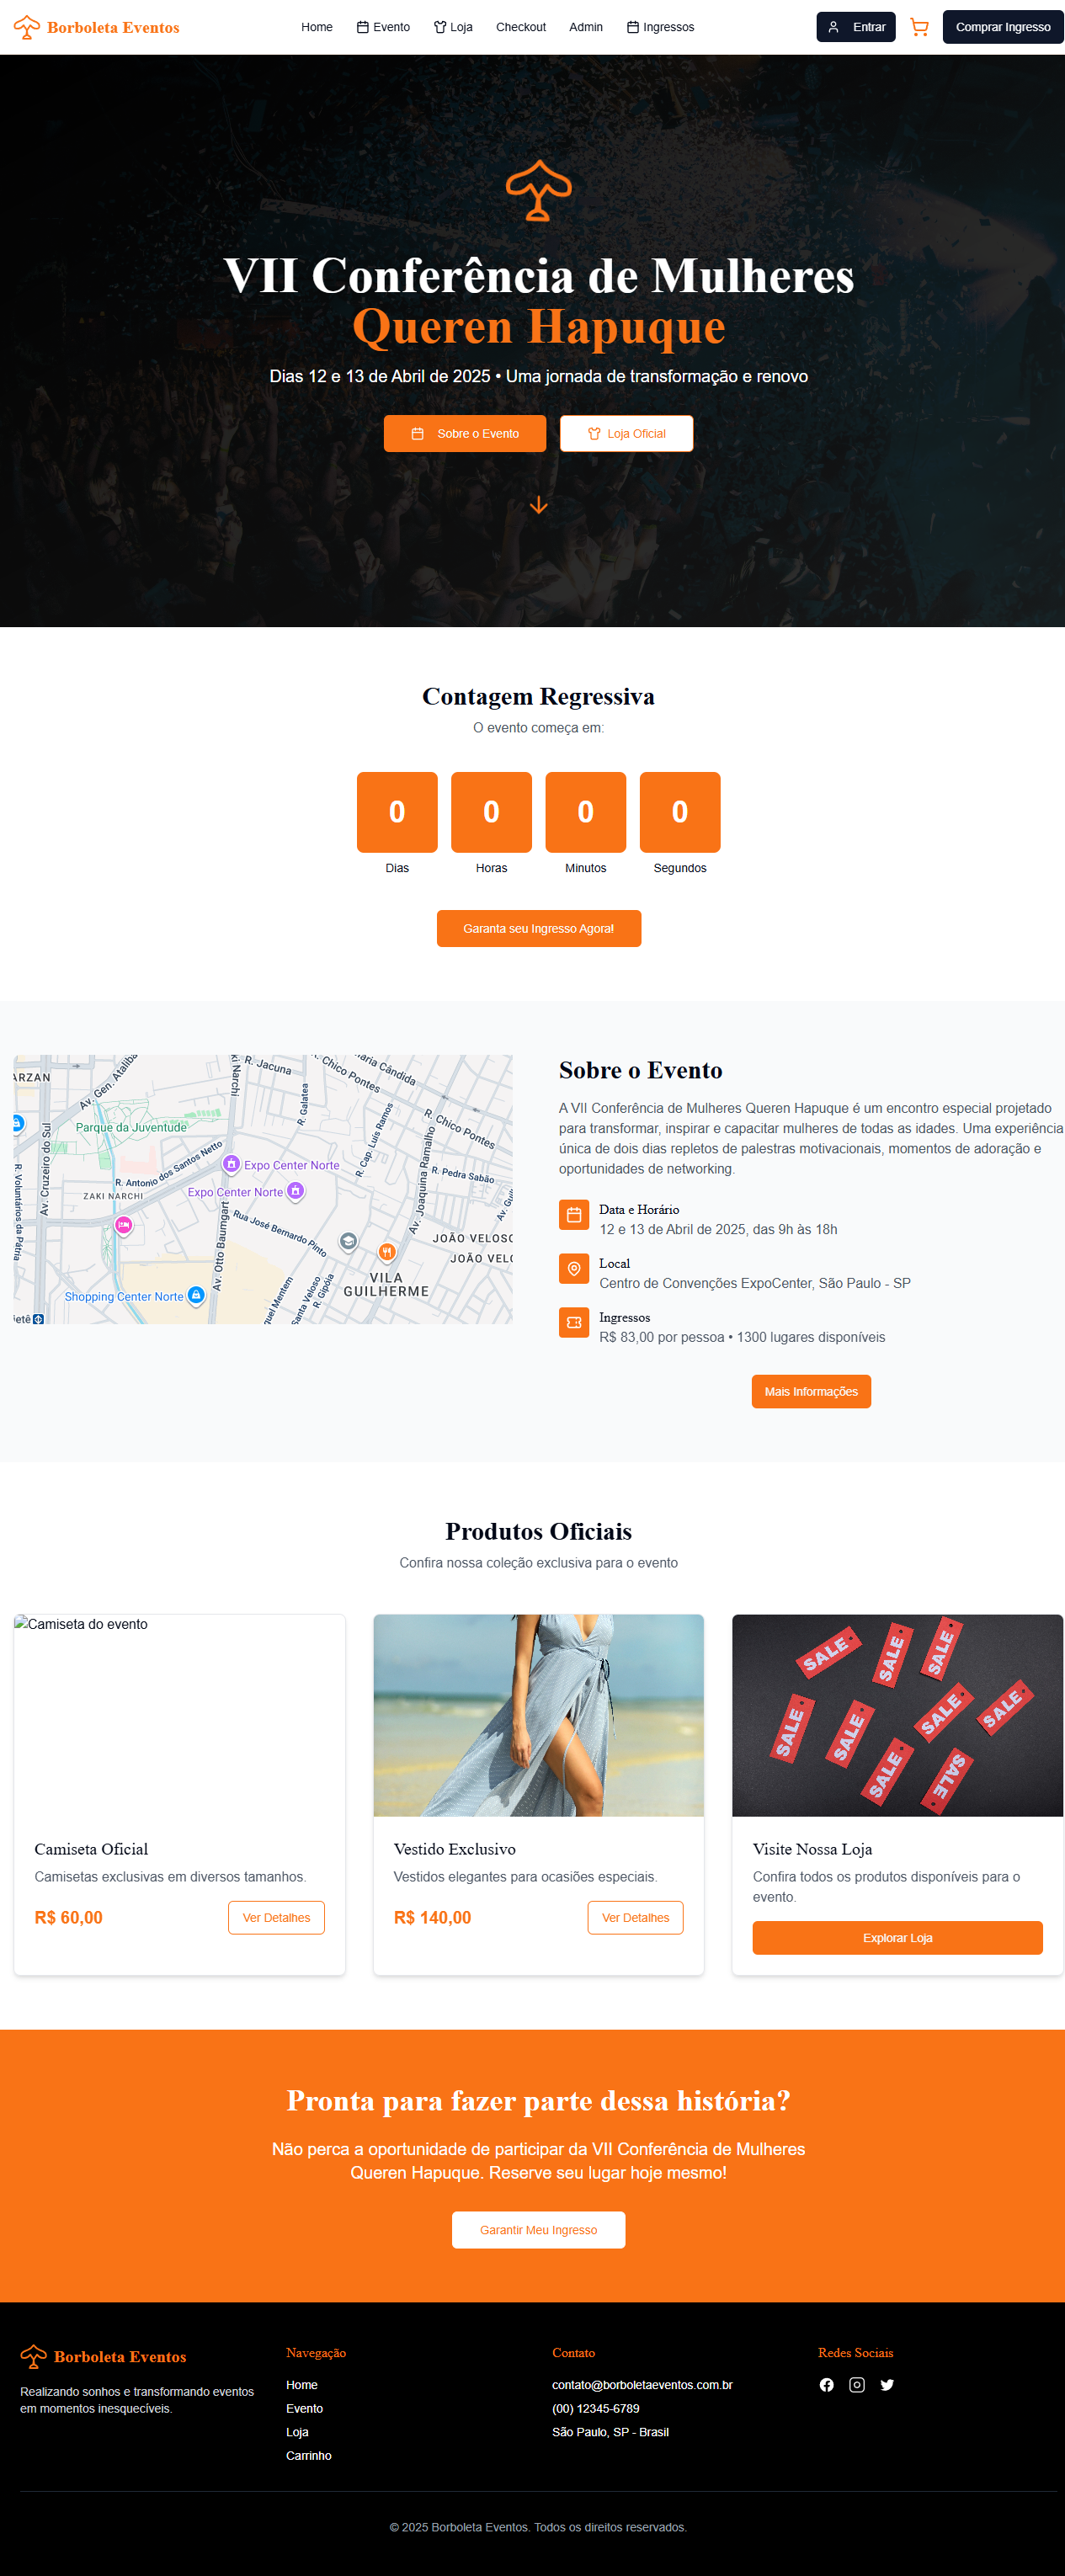 Borboleta Eventos
Home
Evento
Loja
Checkout
Admin
Ingressos
Entrar
Comprar Ingresso
VII Conferência de Mulheres
Queren Hapuque
Dias 12 e 13 de Abril de 2025 • Uma jornada de transformação e renovo
Sobre o Evento
Loja Oficial
Contagem Regressiva
O evento começa em:
0
0
0
0
Dias
Horas
Minutos
Segundos
Garanta seu Ingresso Agora!
ARZAN
Av. Gen. Ataliba
ki Narchi
R. Jacuna
R. Galatea
R. Chico Pontes
aria Cândida
R. Chico Pontes
Parque da Juventude
Av. Cruzeiro do Sul
R. Voluntários da Pátria
R. Antonio dos Santos Netto
ZAKI NARCHI
Expo Center Norte
Expo Center Norte
R. Cap. Luís Ramos
Av. Joaquina Ramalho
R. Pedra Sabão
Rua José Bernardo Pinto
Av. Otto Baumgart
JOÃO VELOSO
JOÃO VELO
VILA
GUILHERME
Shopping Center Norte
guel Mentem
Santa Veloso
R. Gipóia
ietê
Sobre o Evento
A VII Conferência de Mulheres Queren Hapuque é um encontro especial projetado
para transformar, inspirar e capacitar mulheres de todas as idades. Uma experiência
única de dois dias repletos de palestras motivacionais, momentos de adoração e
oportunidades de networking.
Data e Horário
12 e 13 de Abril de 2025, das 9h às 18h
Local
Centro de Convenções ExpoCenter, São Paulo - SP
Ingressos
R$ 83,00 por pessoa • 1300 lugares disponíveis
Mais Informações
Produtos Oficiais
Confira nossa coleção exclusiva para o evento
Camiseta do evento
SALE
SALE
SALE
SALE
SALE
SALE
SALE
SALE
SALE
Camiseta Oficial
Camisetas exclusivas em diversos tamanhos.
R$ 60,00
Ver Detalhes
Vestido Exclusivo
Vestidos elegantes para ocasiões especiais.
R$ 140,00
Ver Detalhes
Visite Nossa Loja
Confira todos os produtos disponíveis para o
evento.
Explorar Loja
Pronta para fazer parte dessa história?
Não perca a oportunidade de participar da VII Conferência de Mulheres
Queren Hapuque. Reserve seu lugar hoje mesmo!
Garantir Meu Ingresso
Borboleta Eventos
Realizando sonhos e transformando eventos
em momentos inesquecíveis.
Navegação
Home
Evento
Loja
Carrinho
Contato
contato@borboletaeventos.com.br
(00) 12345-6789
São Paulo, SP - Brasil
Redes Sociais
© 2025 Borboleta Eventos. Todos os direitos reservados.